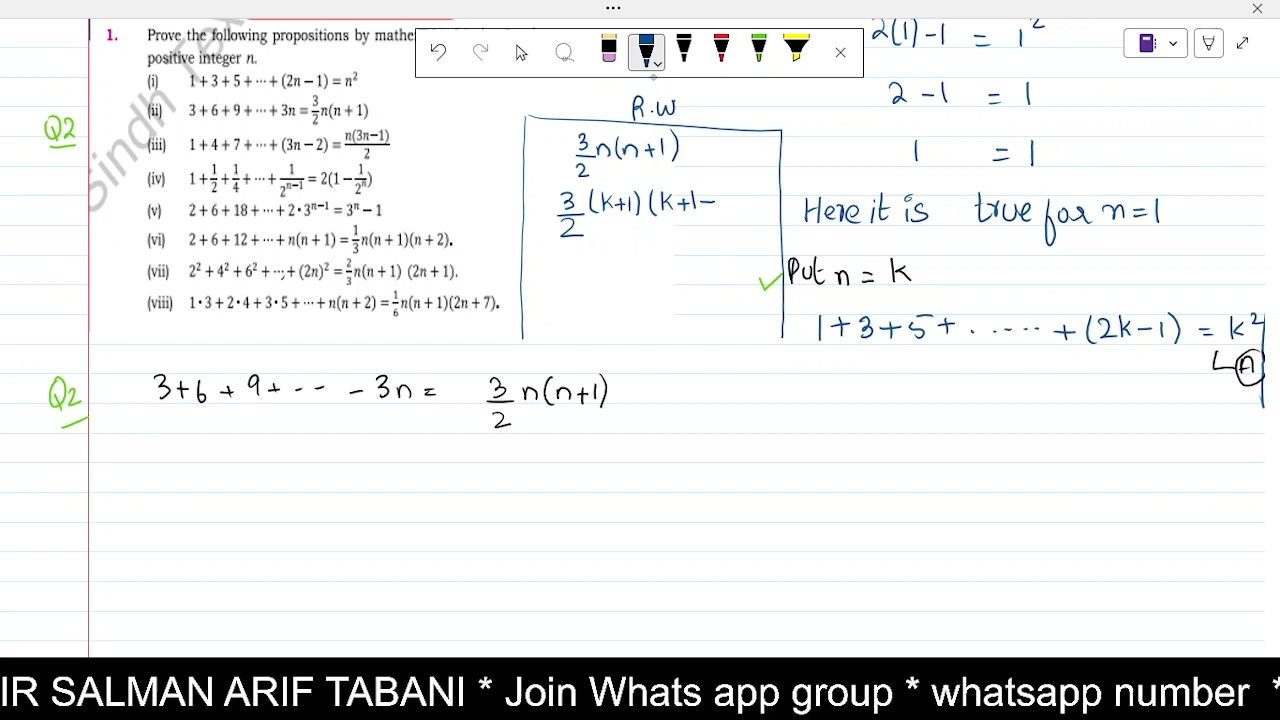 1. Prove the following propositions by mathe
positive integer n.
(i) 1 + 3 + 5 + ··· + (2n − 1) = n²
(ii) 3 + 6 + 9 + ··· + 3n = 3/2 n(n + 1)
(iii) 1 + 4 + 7 + ··· + (3n − 2) = n(3n−1)/2
(iv) 1 + 1/2 + 1/4 + ··· + 1/2ⁿ⁻¹ = 2(1 − 1/2ⁿ)
(v) 2 + 6 + 18 + ··· + 2 • 3ⁿ⁻¹ = 3ⁿ − 1
(vi) 2 + 6 + 12 + ··· + n(n + 1) = 1/3 n(n + 1)(n + 2).
(vii) 2² + 4² + 6² + ··· + (2n)² = 2/3 n(n + 1) (2n + 1).
(viii) 1 • 3 + 2 • 4 + 3 • 5 + ··· + n(n + 2) = 1/6 n(n + 1)(2n + 7).
Sindh Tex
Q2
R.W
3/2 n(n+1)
3/2 (k+1) (k+1−
2(1)-1 = 1²
2 -1 = 1
1 = 1
Here it is true for n=1
✓ Put n = k
1+3+5+ . .... + (2k-1) = k²
A
Q2 3+6+9+ -- -- - 3n = 3/2 n(n+1)
IR SALMAN ARIF TABANI * Join Whats app group * whatsapp number *